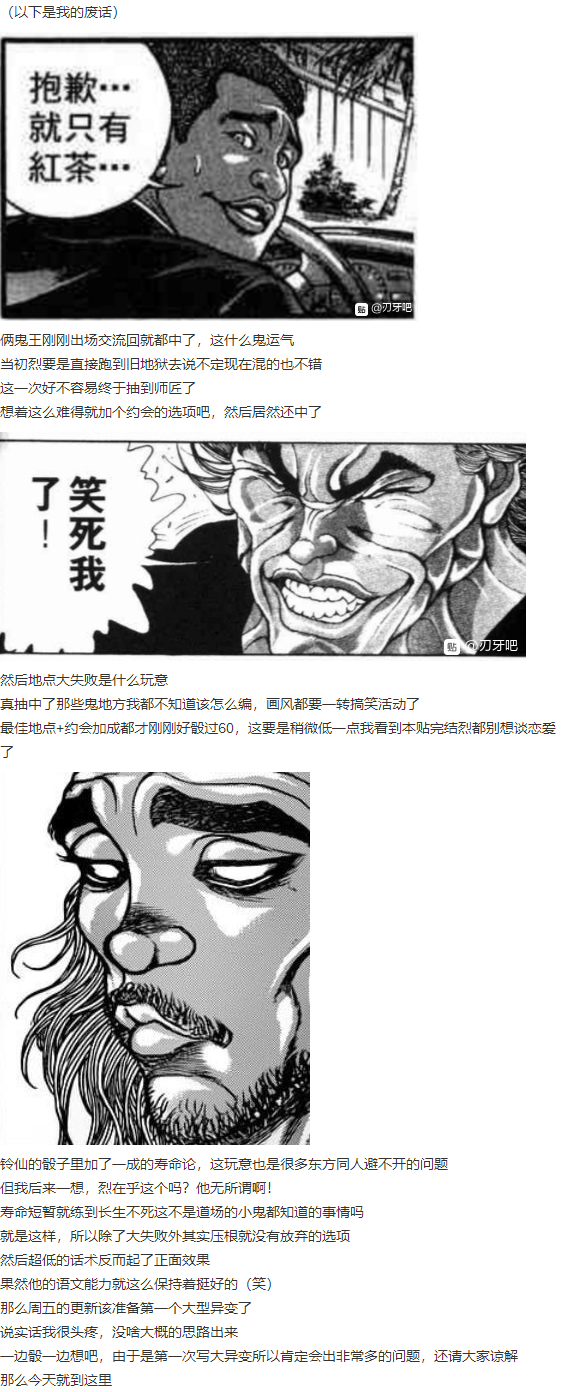 （以下是我的废话）
抱歉…
就只有
紅茶…
贴 @刃牙吧
俩鬼王刚刚出场交流回就都中了，这什么鬼运气
当初烈要是直接跑到旧地狱去说不定现在混的也不错
这一次好不容易终于抽到师匠了
想着这么难得就加个约会的选项吧，然后居然还中了
笑死我
了！
贴 @刃牙吧
然后地点大失败是什么玩意
真抽中了那些鬼地方我都不知道该怎么编，画风都要一转搞笑活动了
最佳地点+约会加成都才刚刚好骰过60，这要是稍微低一点我看到本贴完结烈都别想谈恋爱
了
铃仙的骰子里加了一成的寿命论，这玩意也是很多东方同人避不开的问题
但我后来一想，烈在乎这个吗？他无所谓啊！
寿命短暂就练到长生不死这不是道场的小鬼都知道的事情吗
就是这样，所以除了大失败外其实压根就没有放弃的选项
然后超低的话术反而起了正面效果
果然他的语文能力就这么保持着挺好的（笑）
那么周五的更新该准备第一个大型异变了
说实话我很头疼，没啥大概的思路出来
一边骰一边想吧，由于是第一次写大异变所以肯定会出非常多的问题，还请大家谅解
那么今天就到这里